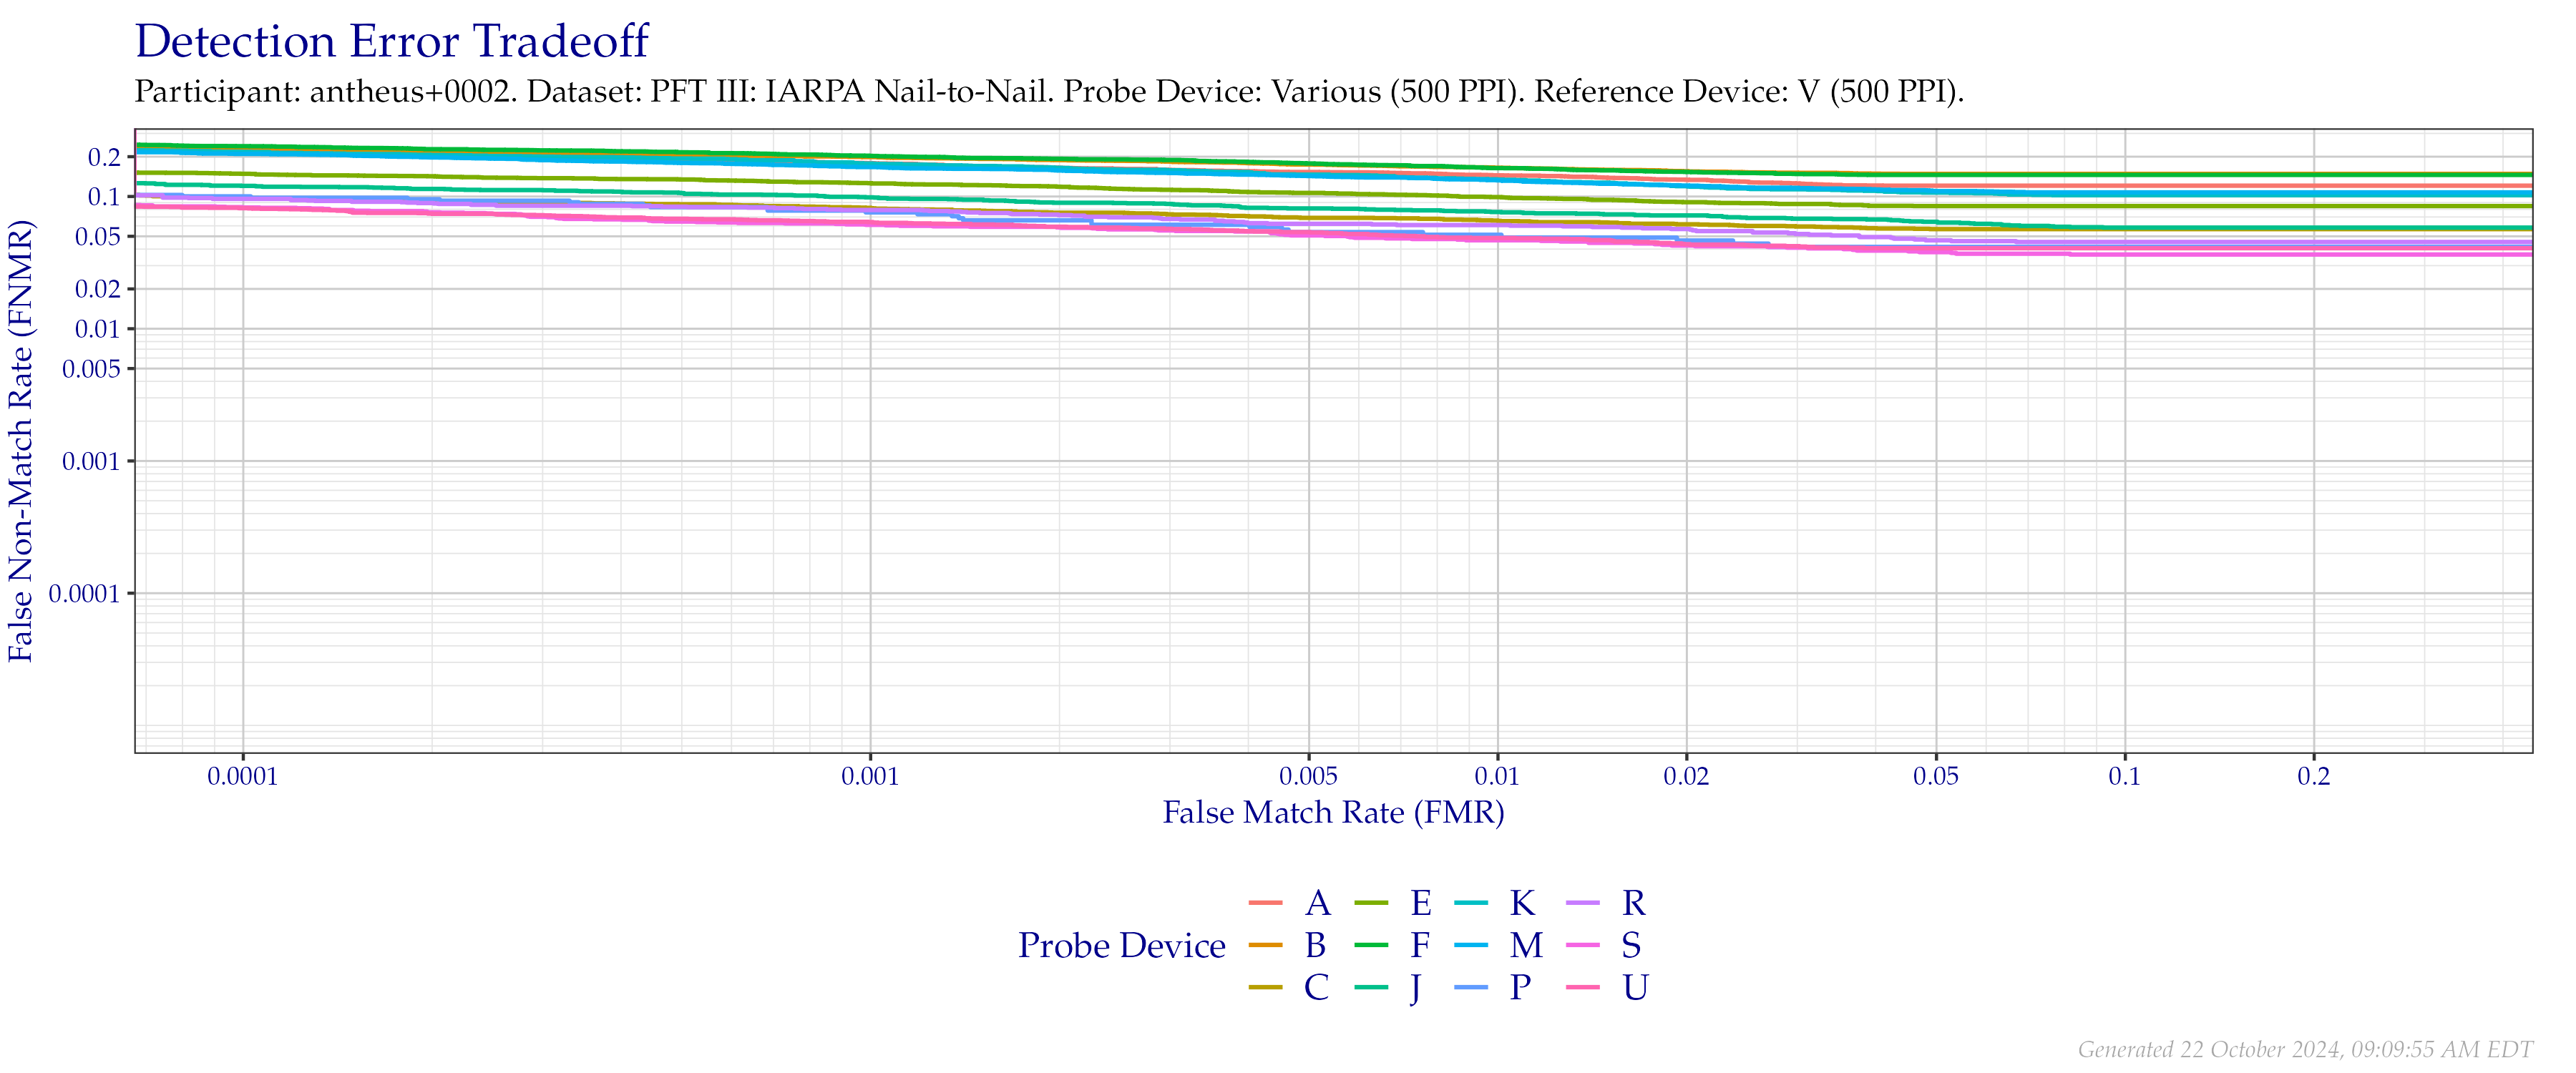 Detection Error Tradeoff
Participant: antheus+0002. Dataset: PFT III: IARPA Nail-to-Nail. Probe Device: Various (500 PPI). Reference Device: V (500 PPI).
False Non-Match Rate (FNMR)
0.2
0.1
0.05
0.02
0.01
0.005
0.001
0.0001
0.0001 0.001 0.005 0.01 0.02 0.05 0.1 0.2
False Match Rate (FMR)
Probe Device
A E K R
B F M S
C J P U
Generated 22 October 2024, 09:09:55 AM EDT